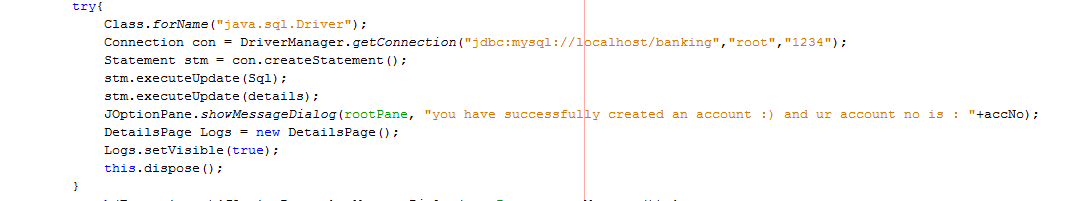 try{
Class.forName("java.sql.Driver");
Connection con = DriverManager.getConnection("jdbc:mysql://localhost/banking","root","1234");
Statement stm = con.createStatement();
stm.executeUpdate(Sql);
stm.executeUpdate(details);
JOptionPane.showMessageDialog(rootPane, "you have successfully created an account :) and ur account no is : "+accNo);
DetailsPage Logs = new DetailsPage();
Logs.setVisible(true);
this.dispose();
}